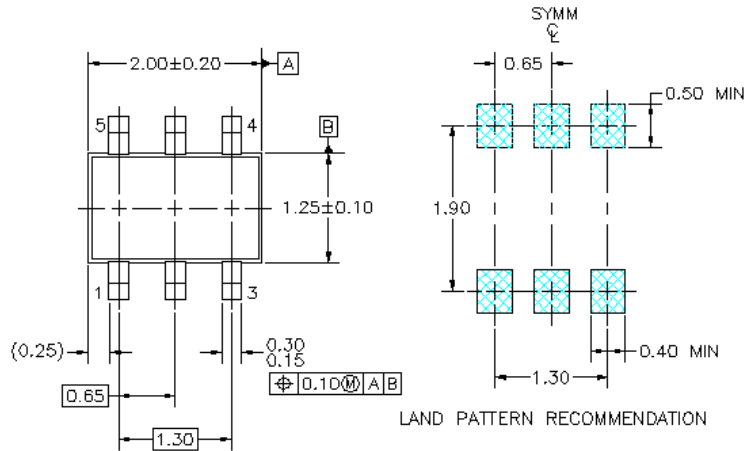 SYMM
℄
2.00±0.20
A
0.65
0.50 MIN
5
4
B
1.25±0.10
1.90
1
3
(0.25)
0.30
0.15
0.40 MIN
⌖ 0.10Ⓜ A B
0.65
1.30
1.30
LAND PATTERN RECOMMENDATION